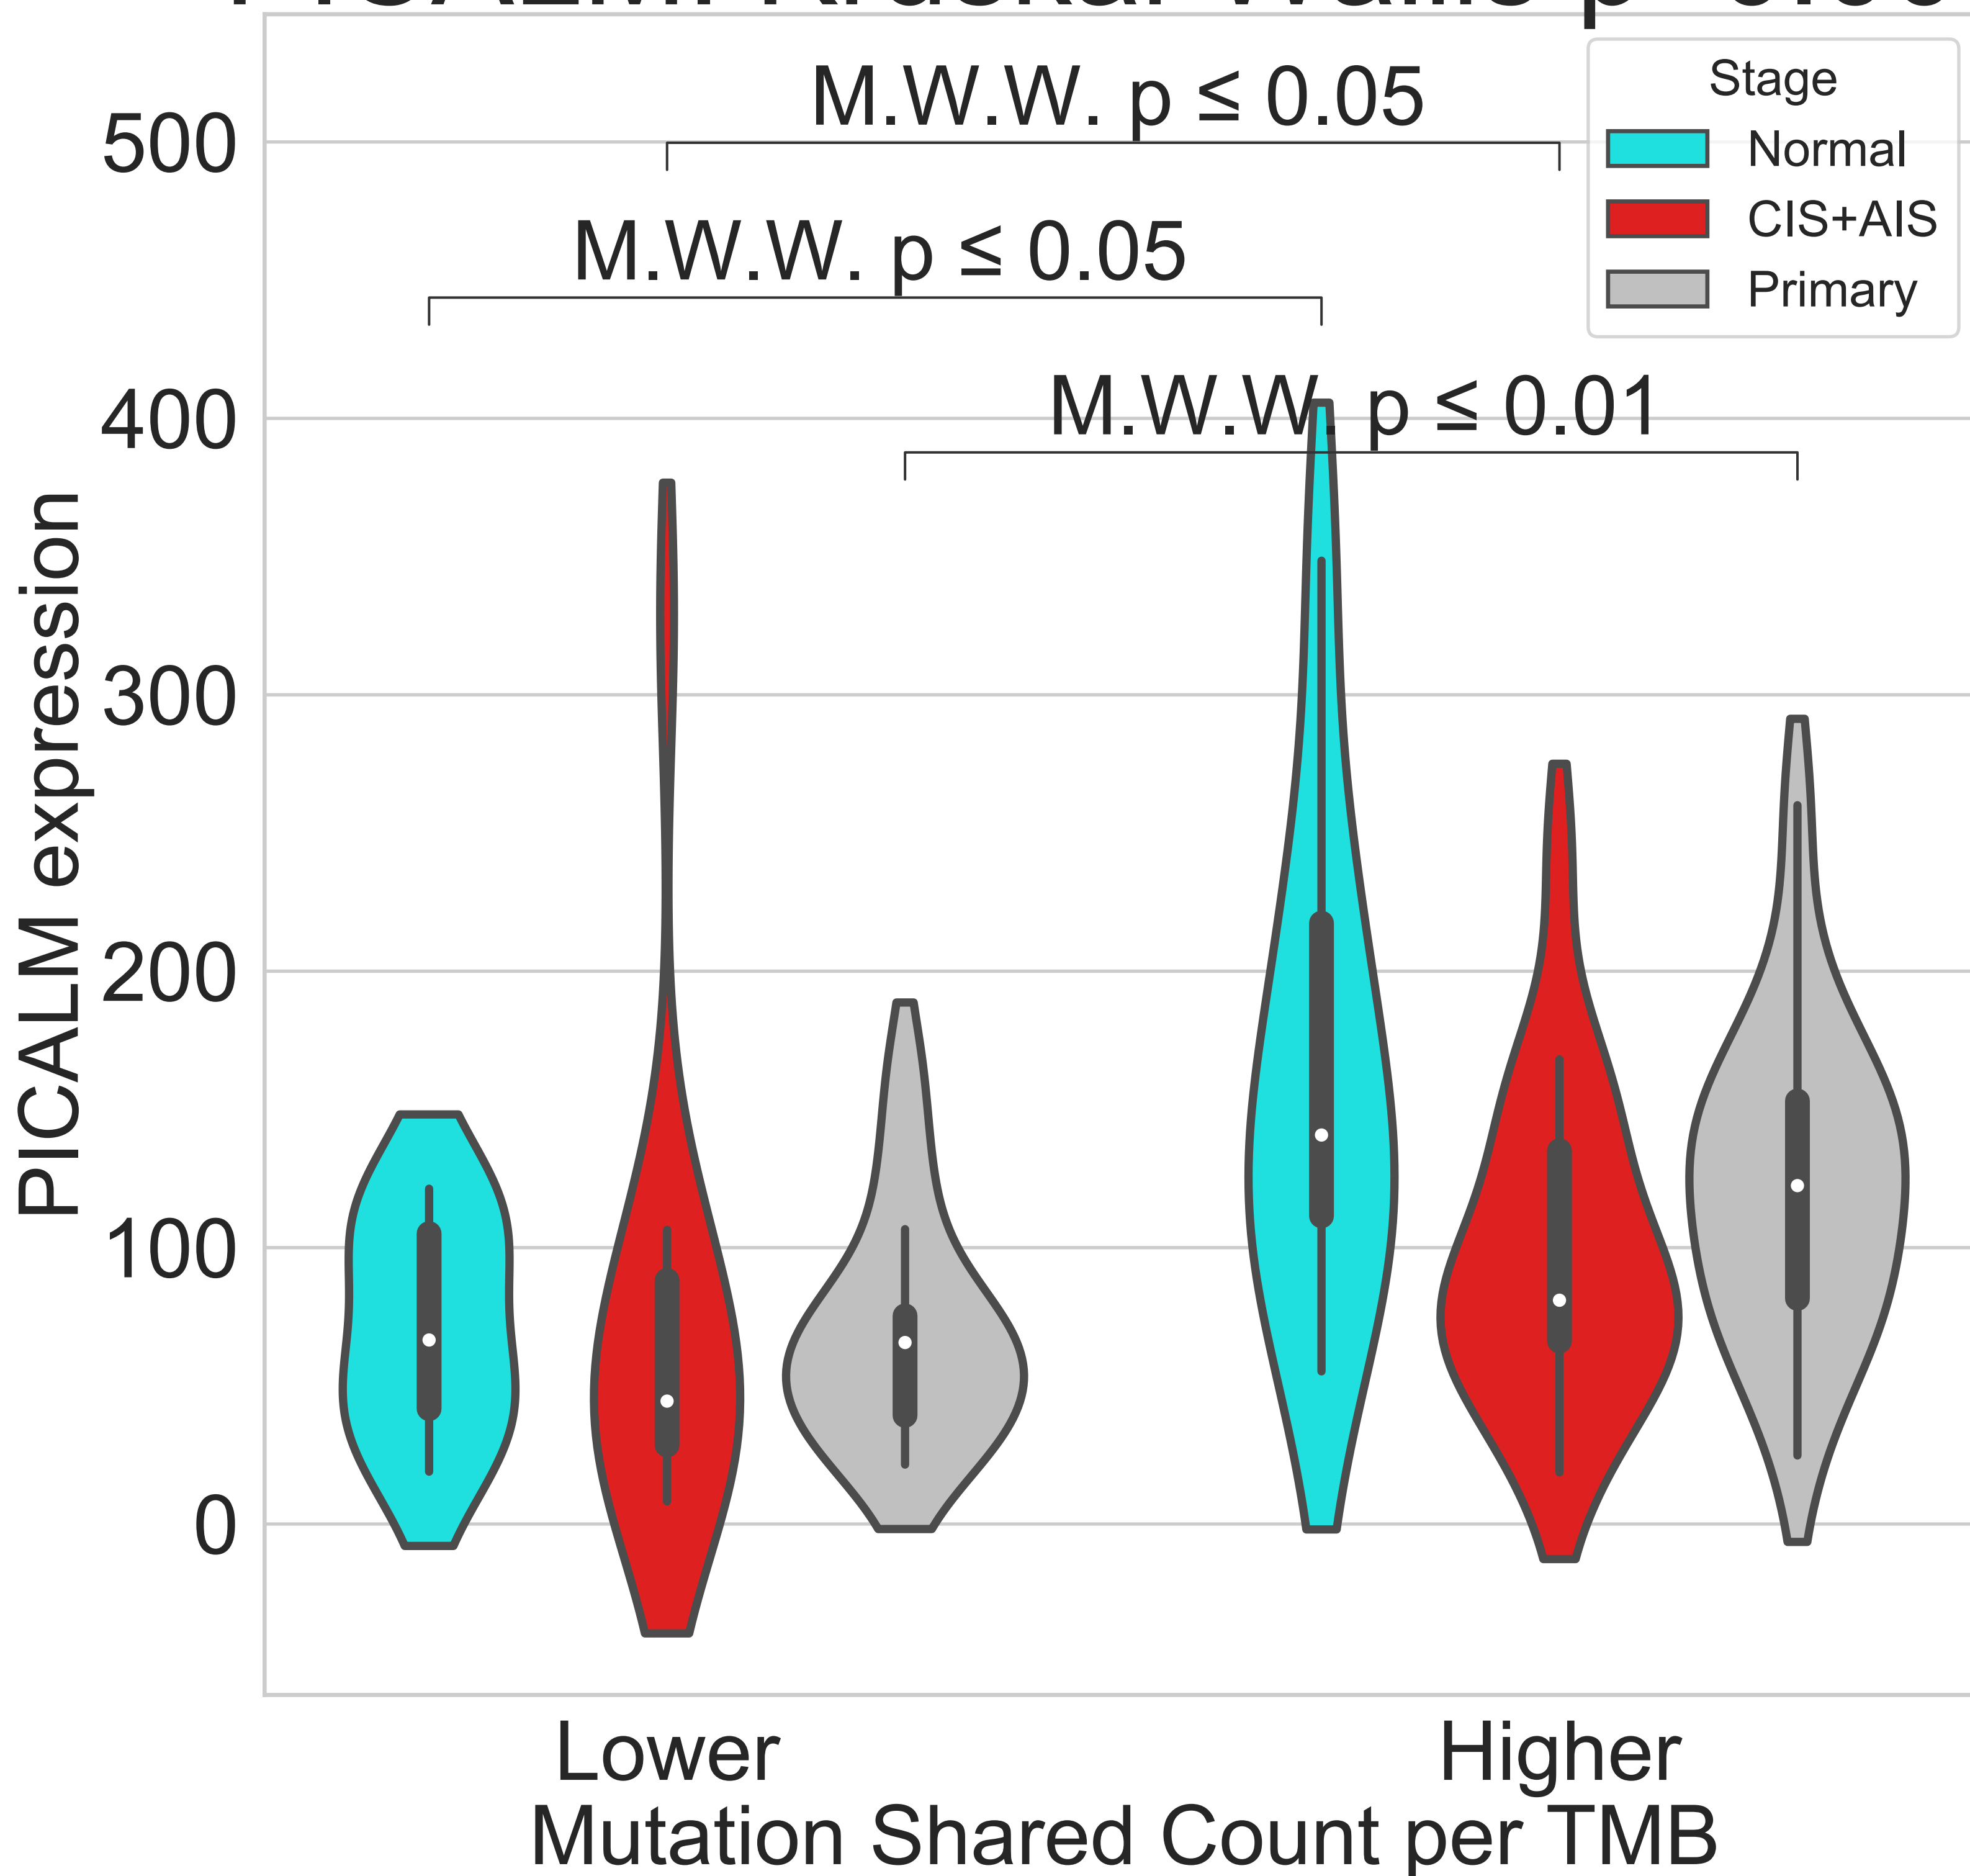 M.W.W. p ≤ 0.05
Stage
Normal
CIS+AIS
Primary
M.W.W. p ≤ 0.05
M.W.W. p ≤ 0.01
500
400
300
200
100
0
PICALM expression
Lower
Higher
Mutation Shared Count per TMB